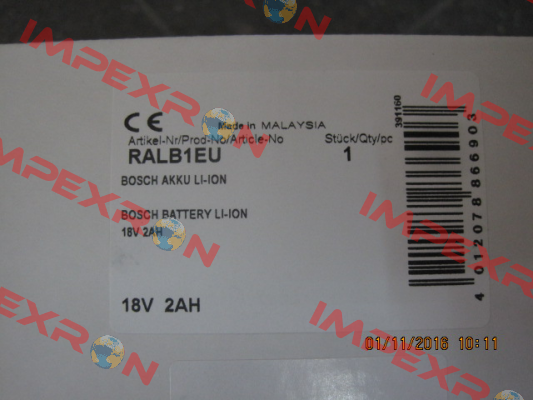 CE Made in MALAYSIA
Artikel-Nr/Prod-No/Article-No Stück/Qty/pc
RALB1EU 1
BOSCH AKKU LI-ION
BOSCH BATTERY LI-ION
18V 2AH
18V 2AH
391160
4 012078 866903
01/11/2016 10:11
IMPEXRON
IMPEXRON
IMPEXRON
IMPEXRON
IMPEXRON